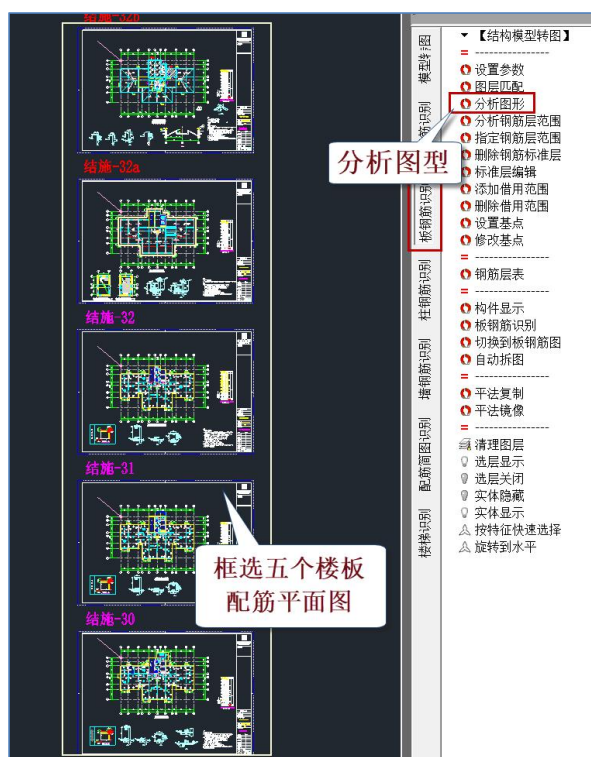 结施-32b
结施-32a
结施-32
结施-31
结施-30
框选五个楼板
配筋平面图
分析图型
模型转图
板钢筋识别
柱钢筋识别
墙钢筋识别
配筋简图识别
楼梯识别
【结构模型转图】
= ----------------
设置参数
图层匹配
分析图形
分析钢筋层范围
指定钢筋层范围
删除钢筋标准层
标准层编辑
添加借用范围
删除借用范围
设置基点
修改基点
= ----------------
钢筋层表
= ----------------
构件显示
板钢筋识别
切换到板钢筋图
自动拆图
= ----------------
平法复制
平法镜像
= ----------------
清理图层
选层显示
选层关闭
实体隐藏
实体显示
按特征快速选择
旋转到水平